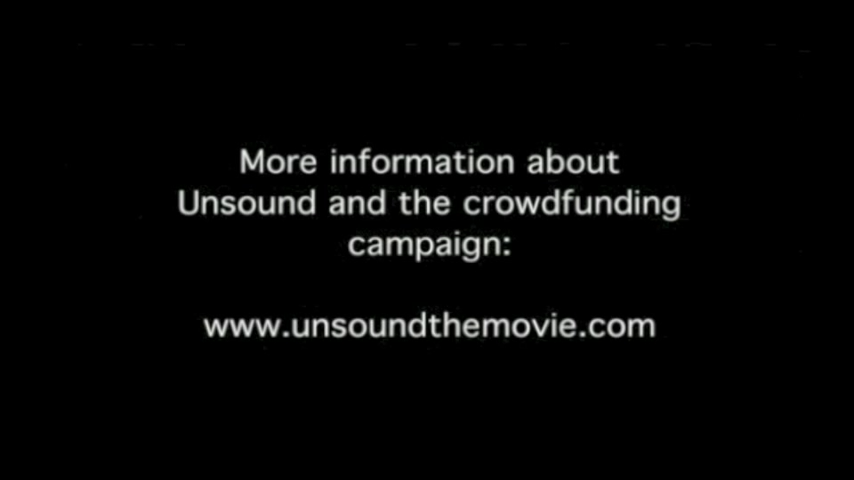 More information about
Unsound and the crowdfunding
campaign:
www.unsoundthemovie.com